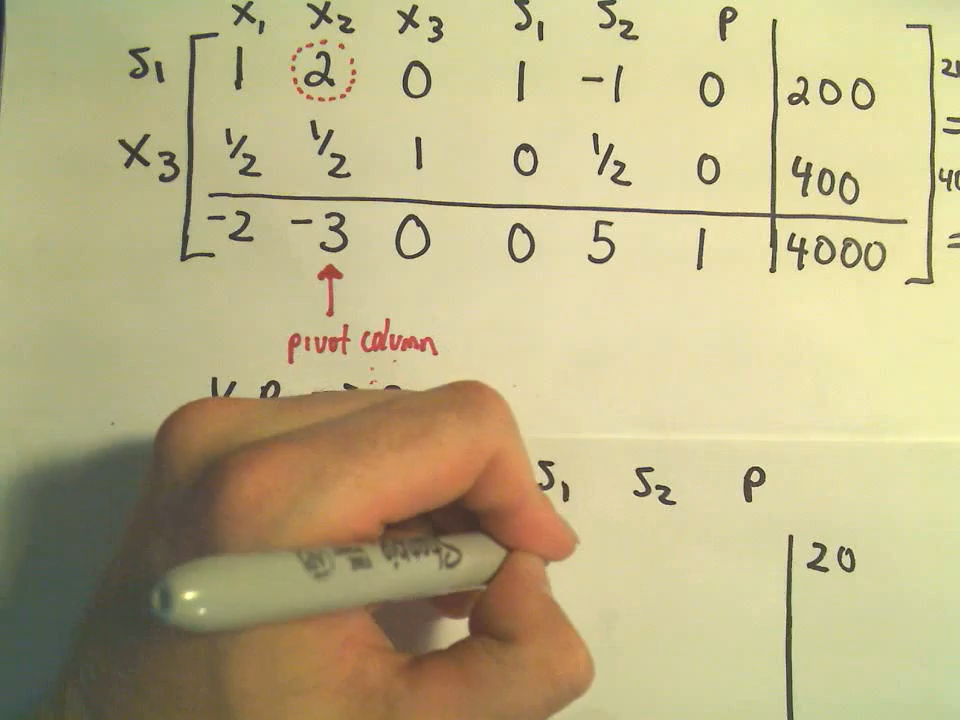 x₁ x₂ x₃ s₁ s₂ P
s₁ 1 2 0 1 -1 0 200
x₃ ½ ½ 1 0 ½ 0 400
-2 -3 0 0 5 1 4000
pivot column
s₁ s₂ P
20
Sharpie